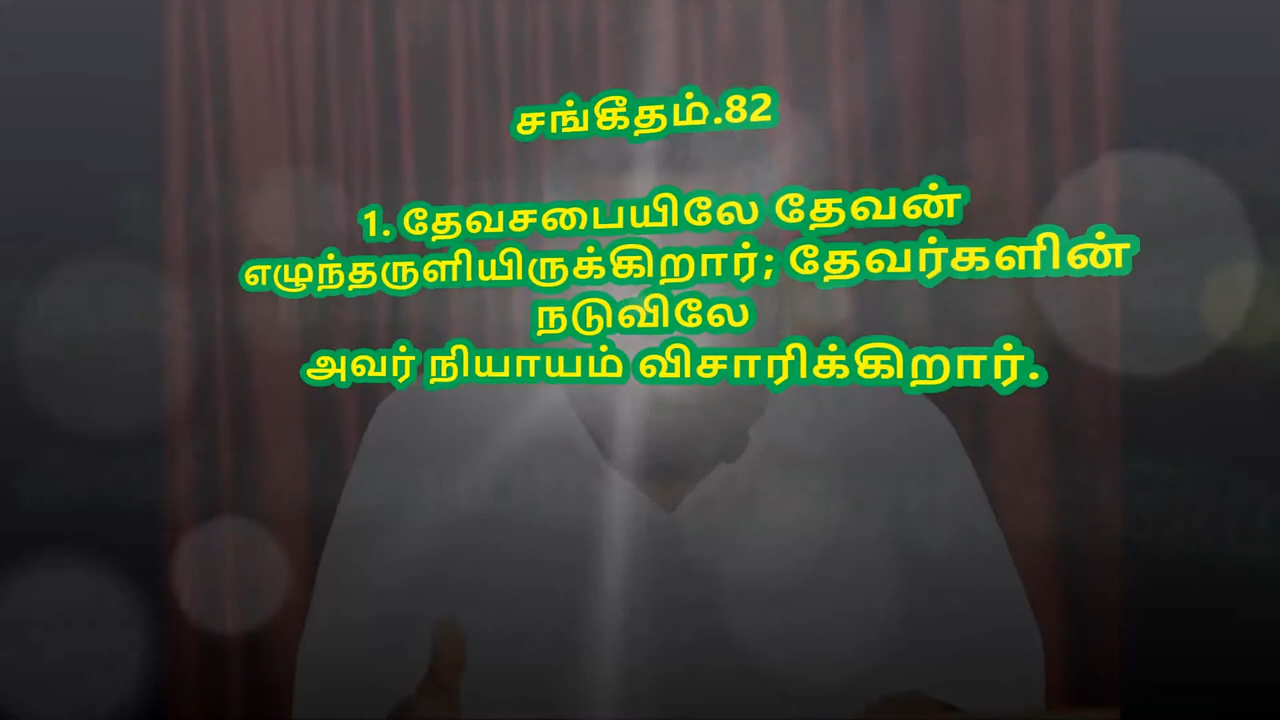 சங்கீதம்.82
1. தேவசபையிலே தேவன்
எழுந்தருளியிருக்கிறார்; தேவர்களின்
நடுவிலே
அவர் நியாயம் விசாரிக்கிறார்.